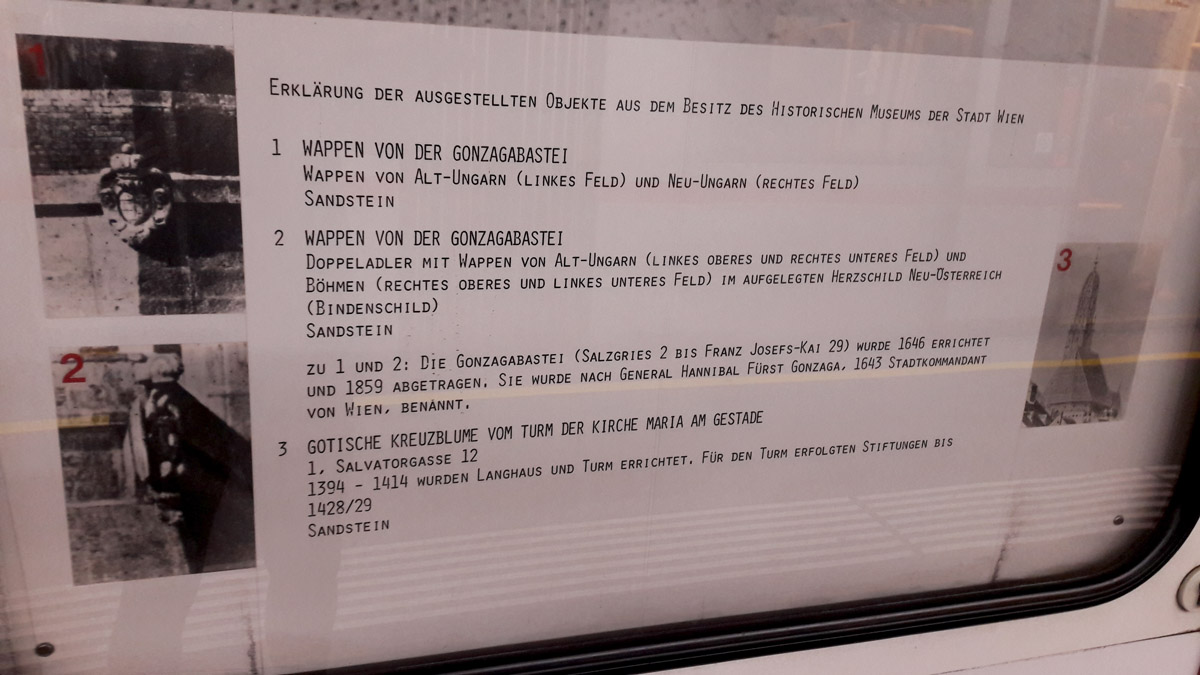 1
ERKLÄRUNG DER AUSGESTELLTEN OBJEKTE AUS DEM BESITZ DES HISTORISCHEN MUSEUMS DER STADT WIEN
1 WAPPEN VON DER GONZAGABASTEI
WAPPEN VON ALT-UNGARN (LINKES FELD) UND NEU-UNGARN (RECHTES FELD)
SANDSTEIN
2 WAPPEN VON DER GONZAGABASTEI
DOPPELADLER MIT WAPPEN VON ALT-UNGARN (LINKES OBERES UND RECHTES UNTERES FELD) UND
BÖHMEN (RECHTES OBERES UND LINKES UNTERES FELD) IM AUFGELEGTEN HERZSCHILD NEU-ÖSTERREICH
(BINDENSCHILD)
SANDSTEIN
ZU 1 UND 2: DIE GONZAGABASTEI (SALZGRIES 2 BIS FRANZ JOSEFS-KAI 29) WURDE 1646 ERRICHTET
UND 1859 ABGETRAGEN. SIE WURDE NACH GENERAL HANNIBAL FÜRST GONZAGA, 1643 STADTKOMMANDANT
VON WIEN, BENANNT.
3 GOTISCHE KREUZBLUME VOM TURM DER KIRCHE MARIA AM GESTADE
1, SALVATORGASSE 12
1394 - 1414 WURDEN LANGHAUS UND TURM ERRICHTET. FÜR DEN TURM ERFOLGTEN STIFTUNGEN BIS
1428/29
SANDSTEIN
2
3